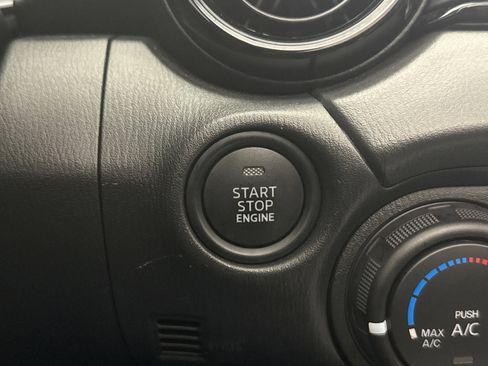 START
STOP
ENGINE
PUSH
A/C
MAX
A/C